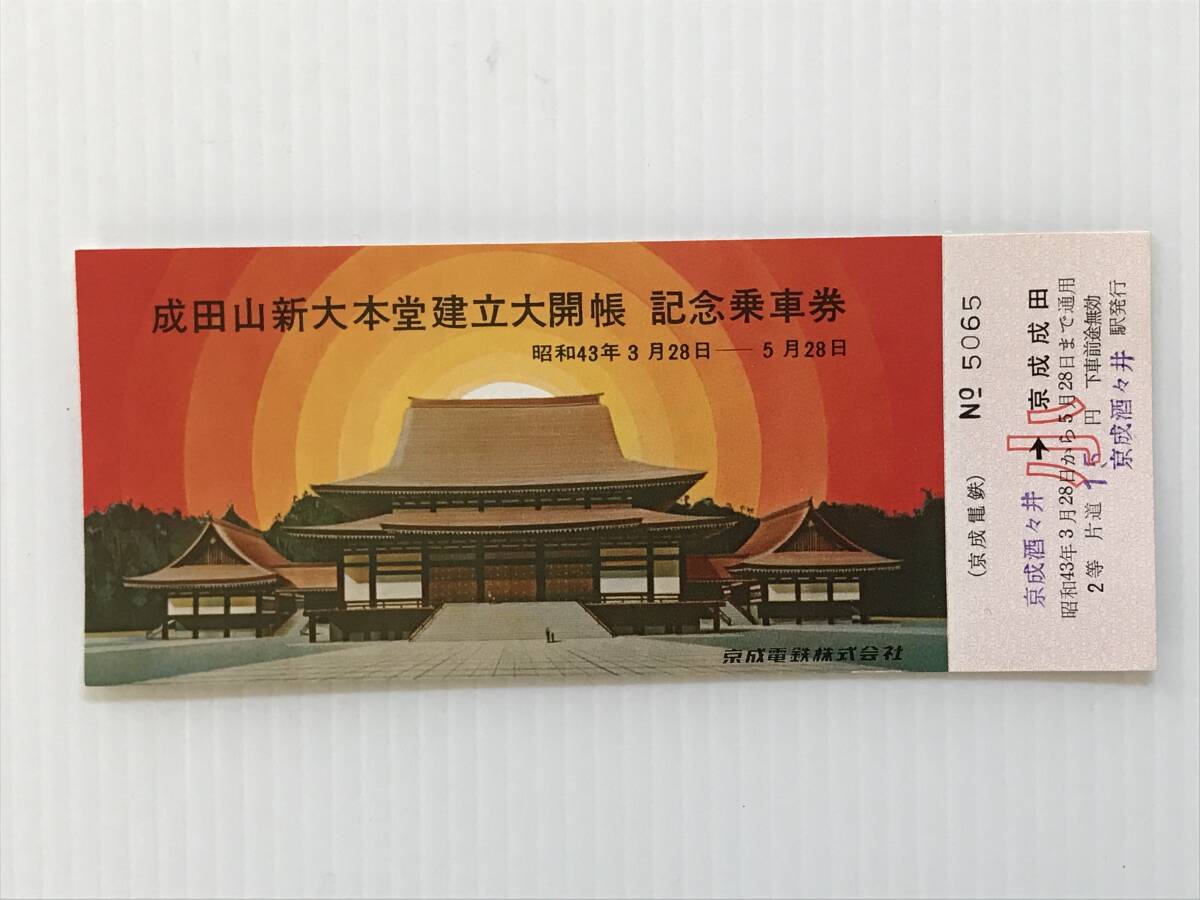 成田山新大本堂建立大開帳 記念乗車券
昭和43年3月28日―5月28日
京成電鉄株式会社
No 5065
(京成電鉄)
京成酒々井 → 京成成田
小
昭和43年3月28日から5月28日まで通用
2等 片道 15円 下車前途無効
京成酒々井 駅発行